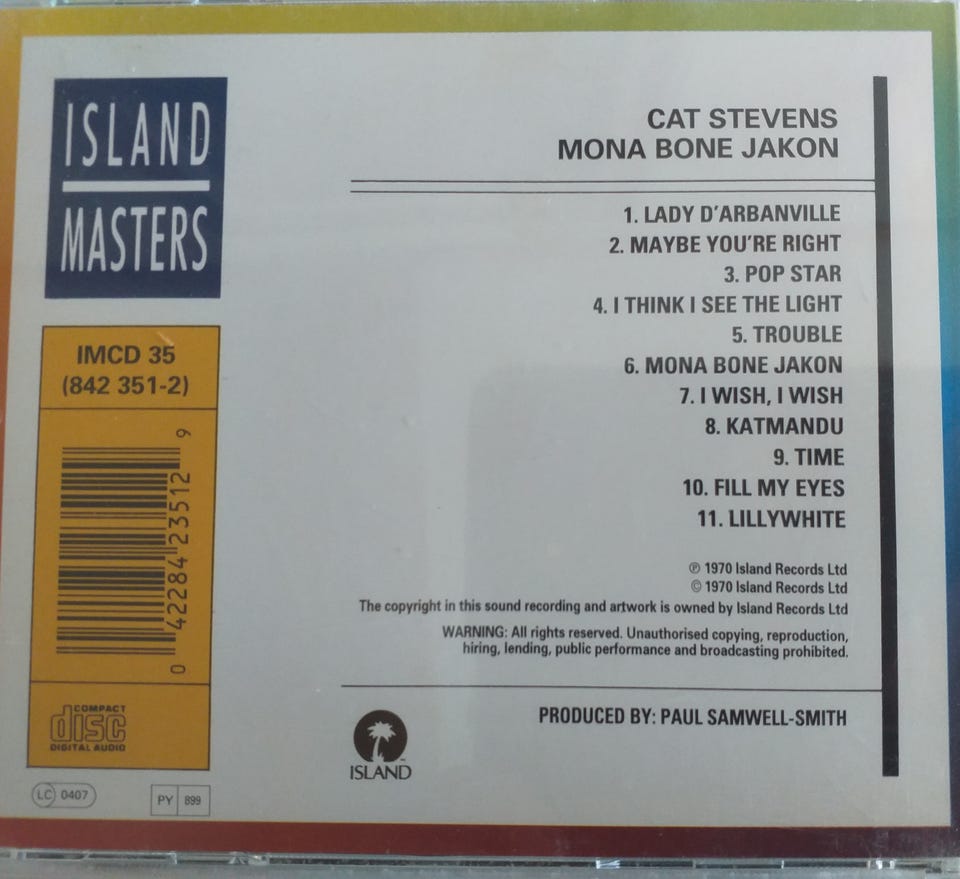 ISLAND
MASTERS
IMCD 35
(842 351-2)
0 42284 23512 9
COMPACT
disc
DIGITAL AUDIO
LC 0407
PY 899
CAT STEVENS
MONA BONE JAKON
1. LADY D'ARBANVILLE
2. MAYBE YOU'RE RIGHT
3. POP STAR
4. I THINK I SEE THE LIGHT
5. TROUBLE
6. MONA BONE JAKON
7. I WISH, I WISH
8. KATMANDU
9. TIME
10. FILL MY EYES
11. LILLYWHITE
℗ 1970 Island Records Ltd
© 1970 Island Records Ltd
The copyright in this sound recording and artwork is owned by Island Records Ltd
WARNING: All rights reserved. Unauthorised copying, reproduction,
hiring, lending, public performance and broadcasting prohibited.
PRODUCED BY: PAUL SAMWELL-SMITH
ISLAND